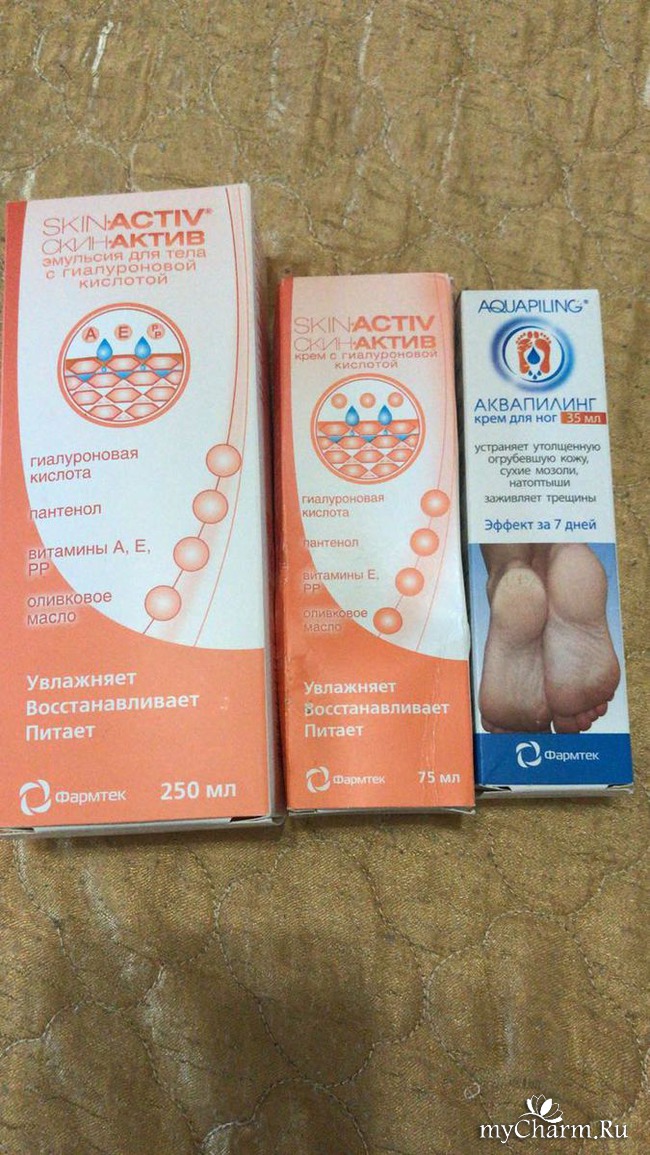 SKIN-ACTIV®
СКИН-АКТИВ
эмульсия для тела
с гиалуроновой
кислотой
А Е РР
гиалуроновая
кислота
пантенол
витамины А, Е,
РР
оливковое
масло
Увлажняет
Восстанавливает
Питает
Фармтек 250 мл
SKIN-ACTIV
СКИН-АКТИВ
крем с гиалуроновой
кислотой
гиалуроновая
кислота
пантенол
витамины Е,
РР
оливковое
масло
Увлажняет
Восстанавливает
Питает
Фармтек 75 мл
AQUAPILING®
АКВАПИЛИНГ
крем для ног 35 мл
устраняет утолщенную
огрубевшую кожу,
сухие мозоли,
натоптыши
заживляет трещины
Эффект за 7 дней
Фармтек
myCharm.Ru